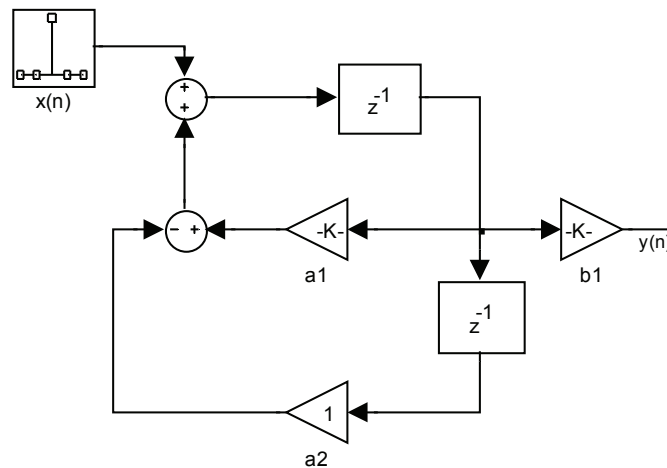 x(n)
+
+
z-1
- +
-K-
a1
-K-
b1
y(n)
z-1
1
a2